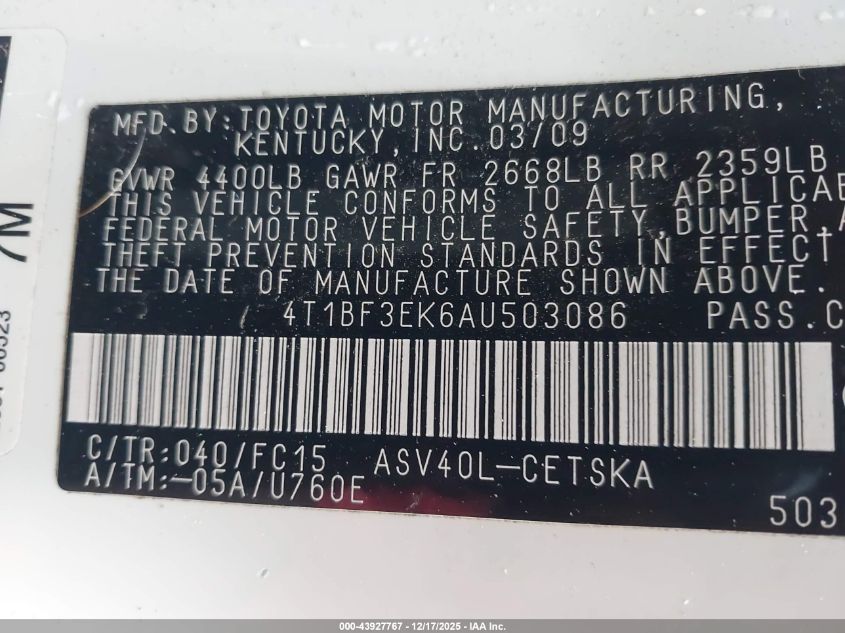 MFD.BY:TOYOTA MOTOR MANUFACTURING,
KENTUCKY,INC.03/09
GVWR 4400LB GAWR FR 2668LB RR 2359LB
THIS VEHICLE CONFORMS TO ALL APPLICAB
FEDERAL MOTOR VEHICLE SAFETY,BUMPER,A
THEFT PREVENTION STANDARDS IN EFFECT
THE DATE OF MANUFACTURE SHOWN ABOVE.
4T1BF3EK6AU503086 PASS.C
C/TR:040/FC15 ASV40L-CETSKA
A/TM:-05A/U760E
503
7M
000-43927767 - 12/17/2025 - IAA Inc.